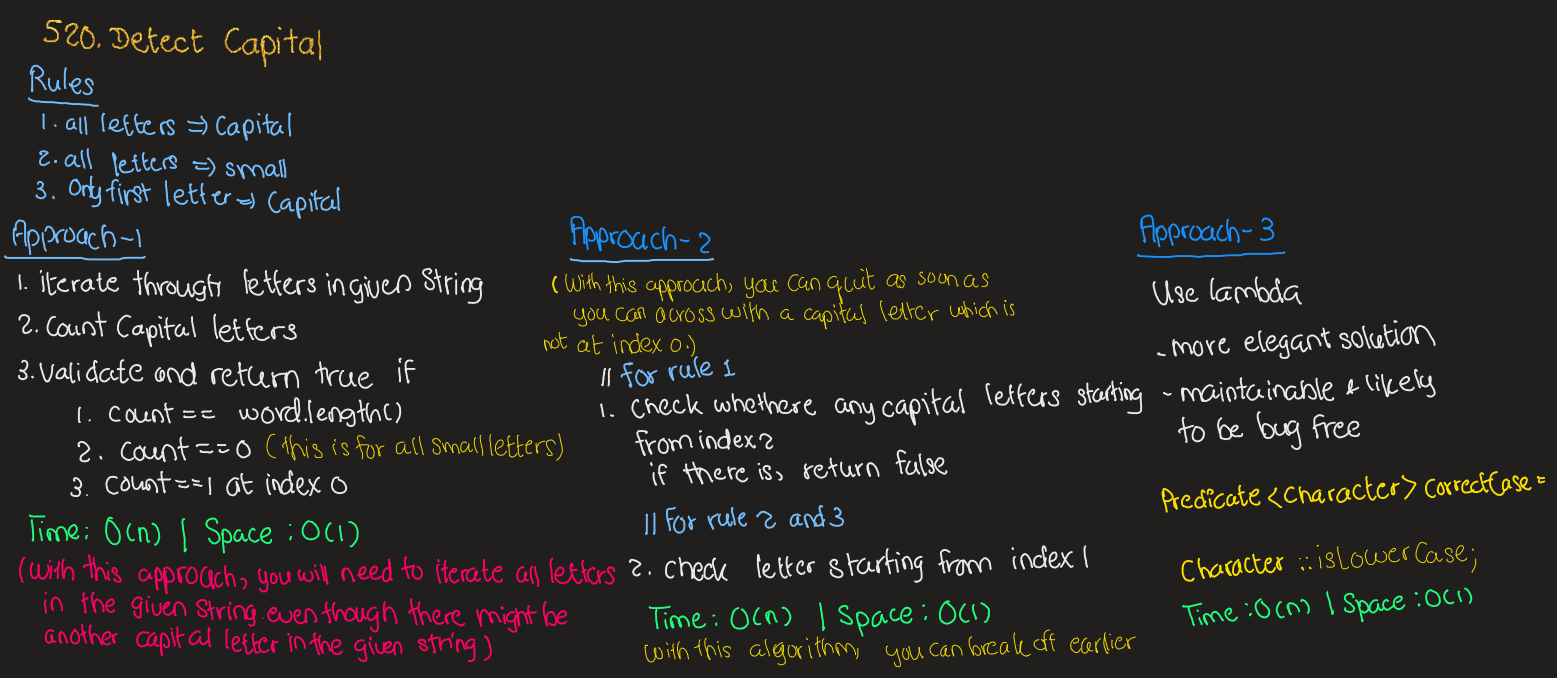 520. Detect Capital
Rules
1. all letters => Capital
2. all letters => small
3. Only first letter => Capital
Approach-1
1. iterate through letters in given String
2. Count Capital letters
3. Validate and return true if
1. count == word.length()
2. count == 0 (this is for all small letters)
3. count == 1 at index 0
Time: O(n) | Space : O(1)
(with this approach, you will need to iterate all letters
in the given string even though there might be
another capital letter in the given string)
Approach-2
(With this approach, you can quit as soon as
you can across with a capital letter which is
not at index 0.)
// for rule 1
1. Check whethere any capital letters starting
from index 2
if there is, return false
// For rule 2 and 3
2. check letter starting from index 1
Time: O(n) | Space: O(1)
(with this algorithm, you can break off earlier
Approach-3
Use lambda
- more elegant solution
- maintainable & likely
to be bug free
Predicate<Character> correctCase =
Character ::isLowerCase;
Time :O(n) | Space :O(1)